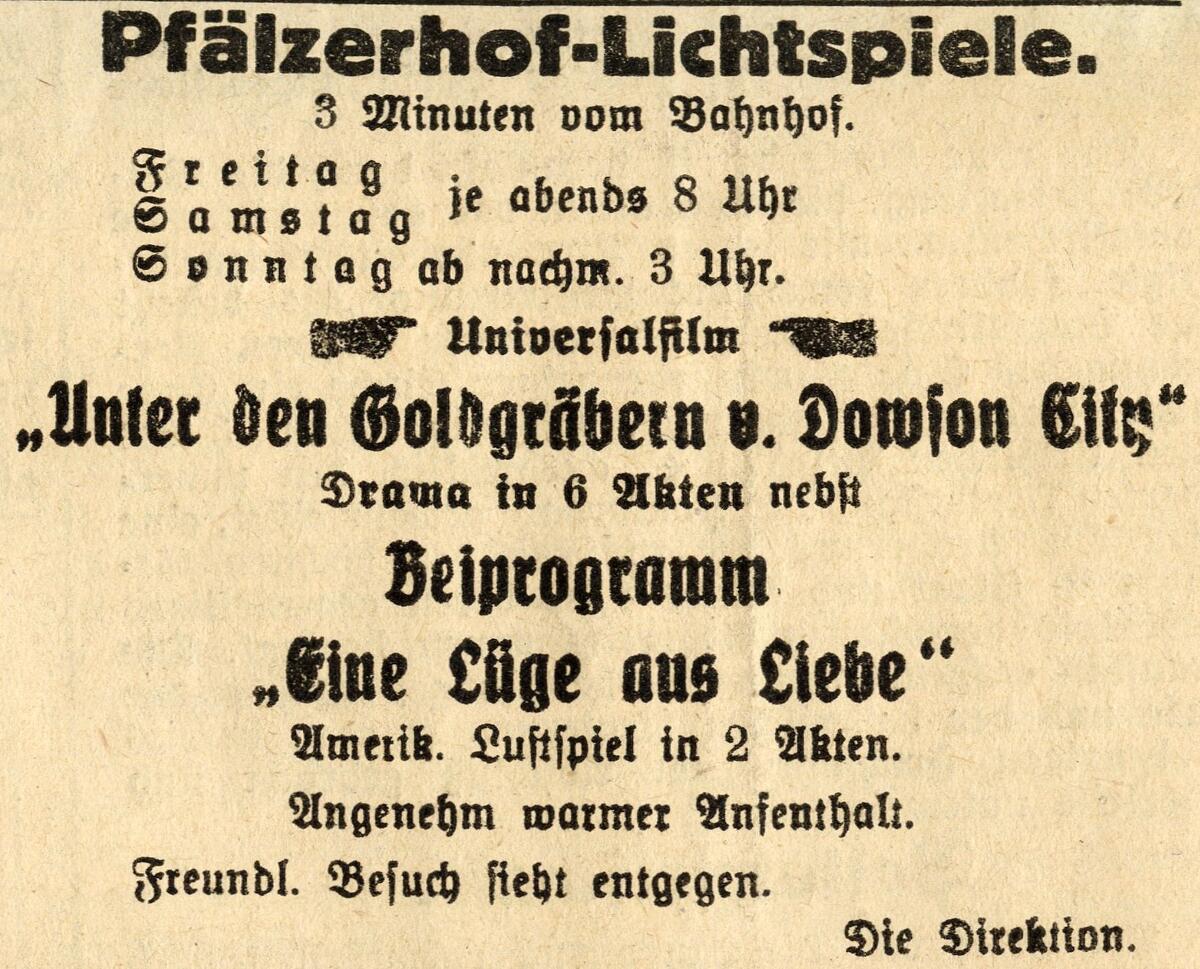 Pfälzerhof-Lichtspiele.
3 Minuten vom Bahnhof.
Freitag
Samstag je abends 8 Uhr
Sonntag ab nachm. 3 Uhr.
Universalfilm
„Unter den Goldgräbern v. Dowson City“
Drama in 6 Akten nebst
Beiprogramm
„Eine Lüge aus Liebe“
Amerik. Lustspiel in 2 Akten.
Angenehm warmer Ansenthalt.
Freundl. Besuch sieht entgegen.
Die Direktion.